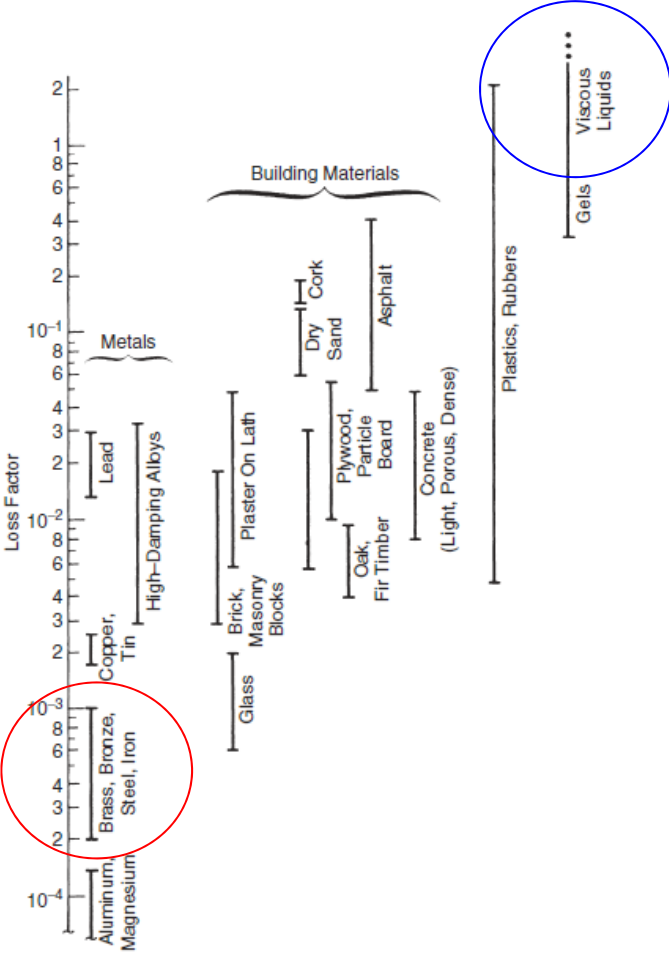 Viscous
Liquids
Gels
Building Materials
Plastics, Rubbers
Cork
Dry
Sand
Asphalt
Metals
Lead
High–Damping Alloys
Plaster On Lath
Plywood,
Particle
Board
Concrete
(Light, Porous, Dense)
Oak,
Fir Timber
Brick,
Masonry
Blocks
Copper,
Tin
Glass
Brass, Bronze,
Steel, Iron
Aluminum,
Magnesium
Loss Factor
2
1
8
6
4
3
2
10–1
8
6
4
3
2
10–2
8
6
4
3
2
10–3
8
6
4
3
2
10–4